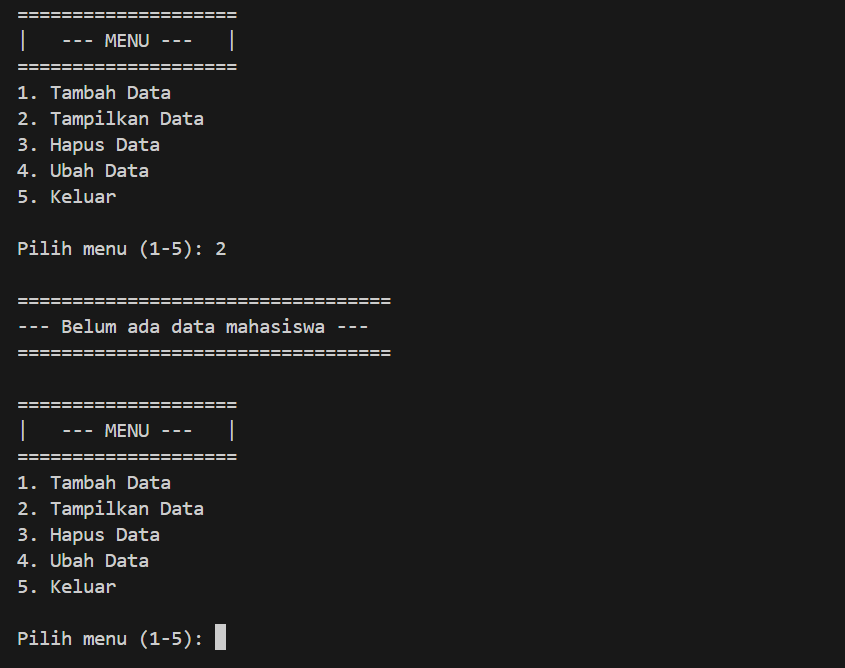 ====================
|   --- MENU ---   |
====================
1. Tambah Data
2. Tampilkan Data
3. Hapus Data
4. Ubah Data
5. Keluar
Pilih menu (1-5): 2
==================================
--- Belum ada data mahasiswa ---
==================================
====================
|   --- MENU ---   |
====================
1. Tambah Data
2. Tampilkan Data
3. Hapus Data
4. Ubah Data
5. Keluar
Pilih menu (1-5):